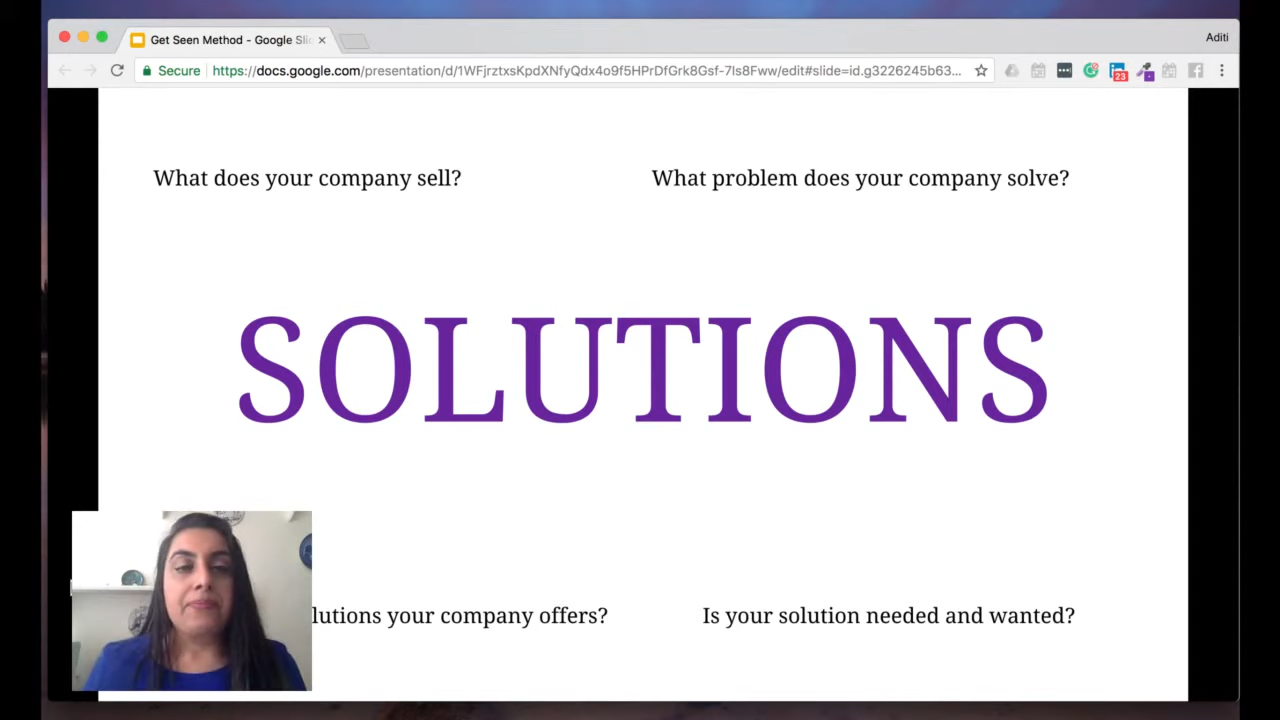 Get Seen Method - Google Sli
Aditi
Secure
https://docs.google.com/presentation/d/1WFjrztxsKpdXNfyQdx4o9f5HPrDfGrk8Gsf-7Is8Fww/edit#slide=id.g3226245b63...
23
What does your company sell?
What problem does your company solve?
SOLUTIONS
your company offers?
Is your solution needed and wanted?